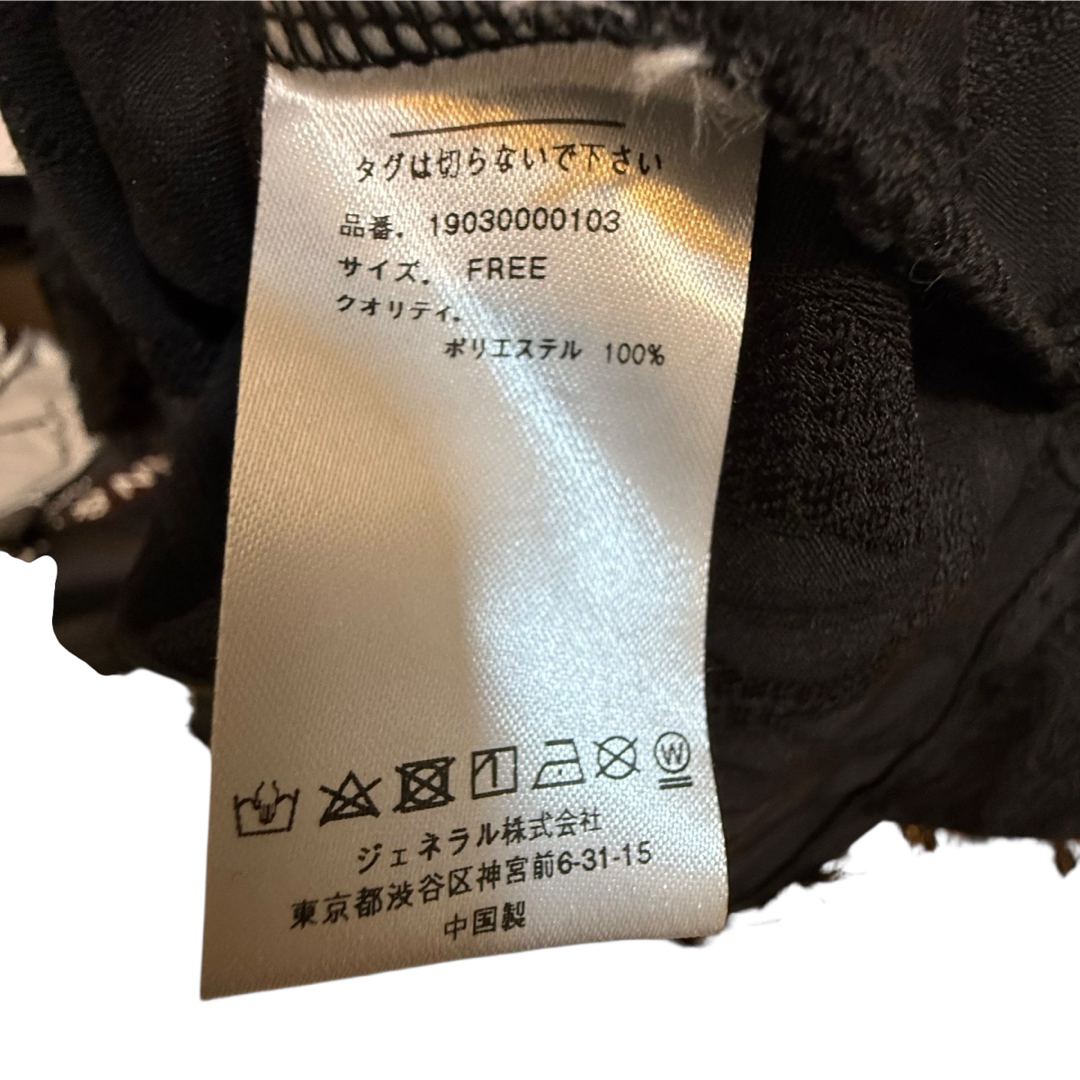 タグは切らないで下さい
品番. 19030000103
サイズ. FREE
クオリティ.
ポリエステル 100%
W
ジェネラル株式会社
東京都渋谷区神宮前6-31-15
中国製